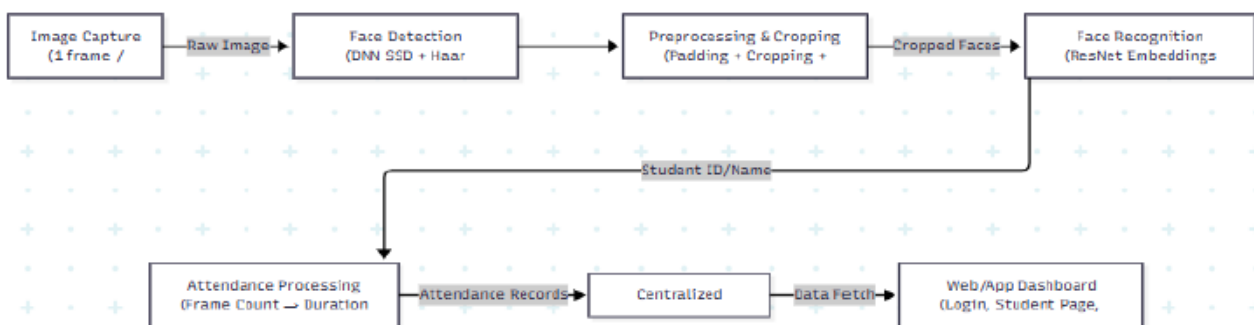 Image Capture
(1 frame /
Raw Image
Face Detection
(DNN SSD + Haar
Preprocessing & Cropping
(Padding + Cropping +
Cropped Faces
Face Recognition
(ResNet Embeddings
Student ID/Name
Attendance Processing
(Frame Count → Duration
Attendance Records
Centralized
Data Fetch
Web/App Dashboard
(Login, Student Page,